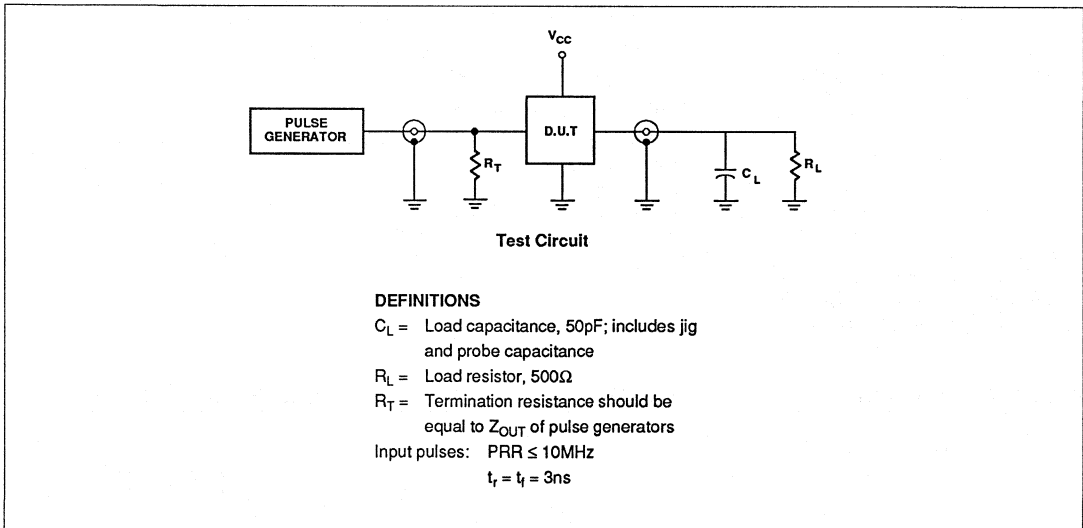 V_CC
PULSE
GENERATOR
D.U.T
R_T
C_L
R_L
Test Circuit
DEFINITIONS
C_L = Load capacitance, 50pF; includes jig
and probe capacitance
R_L = Load resistor, 500Ω
R_T = Termination resistance should be
equal to Z_OUT of pulse generators
Input pulses: PRR ≤ 10MHz
t_r = t_f = 3ns